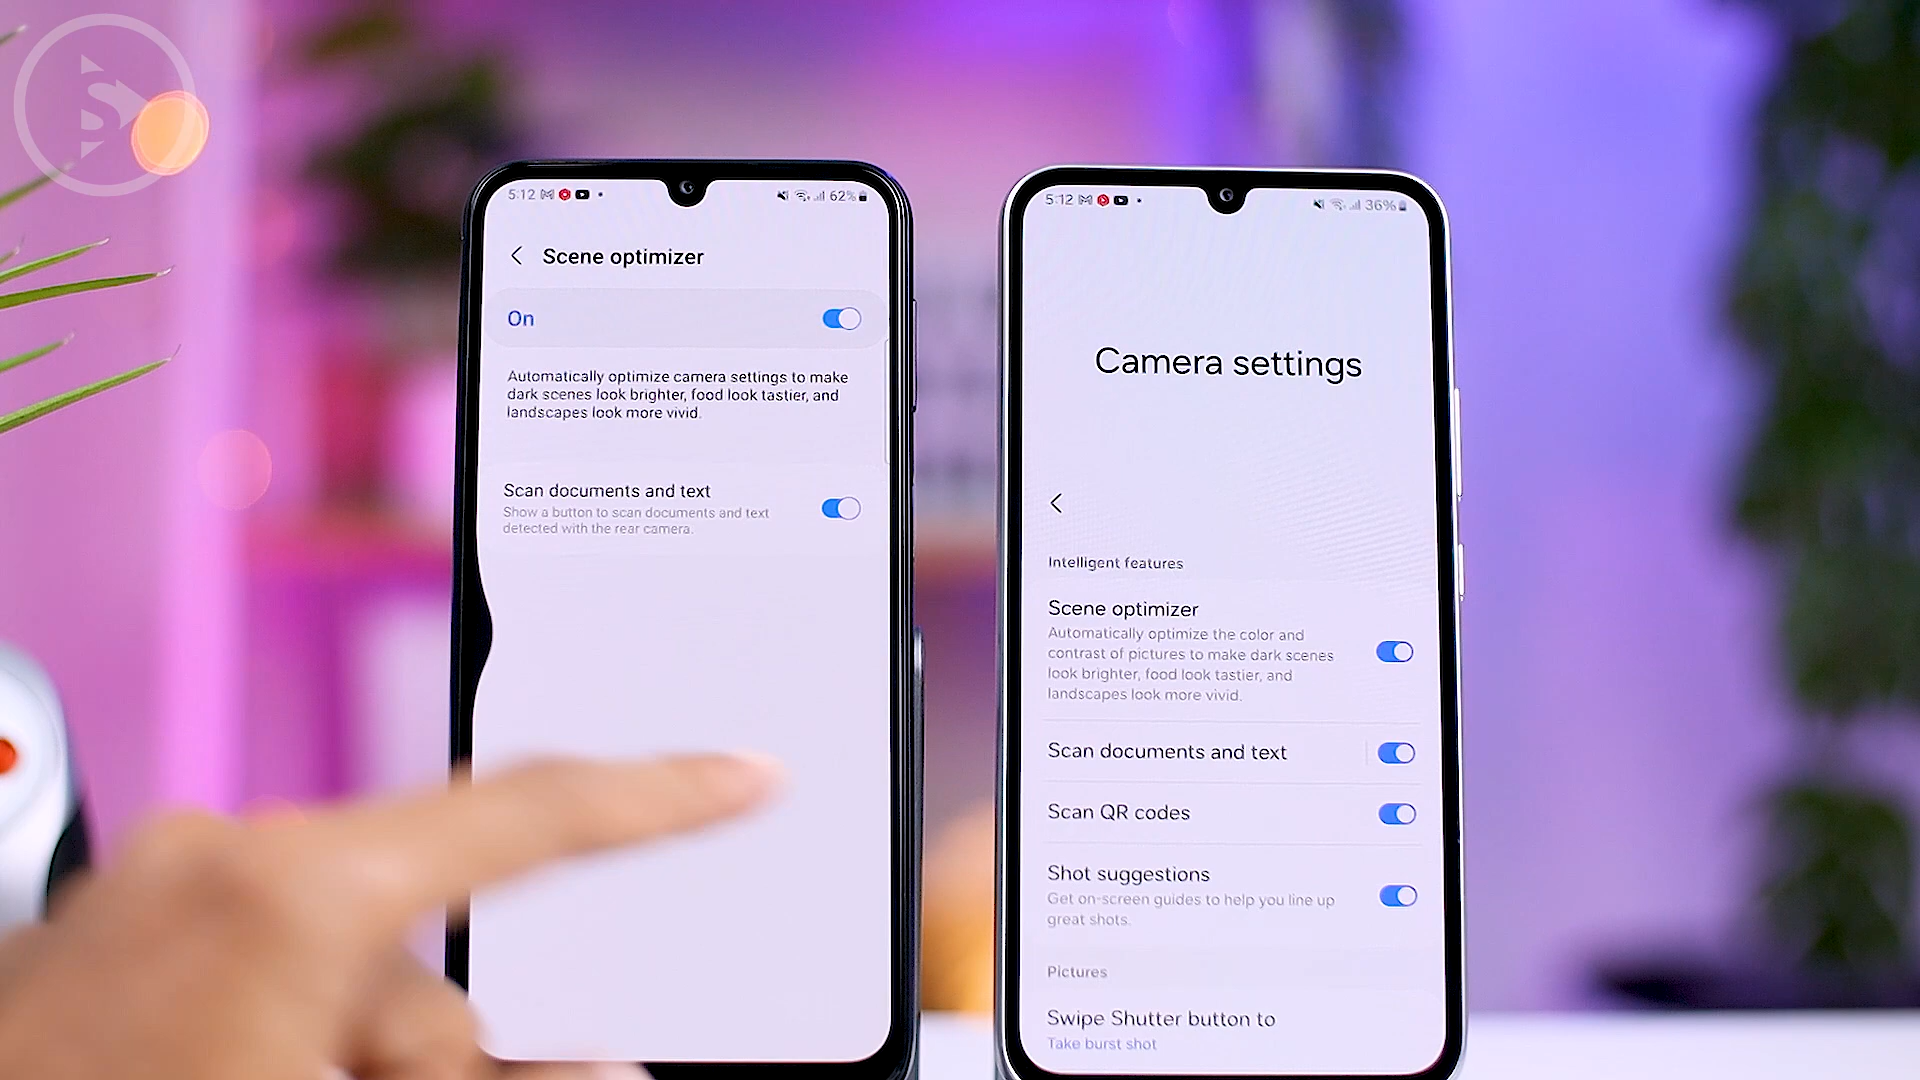 S
5:12
62%
Scene optimizer
On
Automatically optimize camera settings to make
dark scenes look brighter, food look tastier, and
landscapes look more vivid.
Scan documents and text
Show a button to scan documents and text
detected with the rear camera.
5:12
36%
Camera settings
Intelligent features
Scene optimizer
Automatically optimize the color and
contrast of pictures to make dark scenes
look brighter, food look tastier, and
landscapes look more vivid.
Scan documents and text
Scan QR codes
Shot suggestions
Get on-screen guides to help you line up
great shots.
Pictures
Swipe Shutter button to
Take burst shot